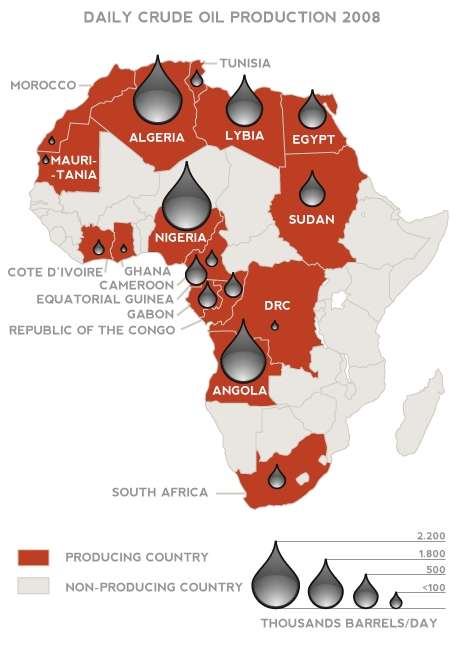 DAILY CRUDE OIL PRODUCTION 2008
TUNISIA
MOROCCO
ALGERIA
LYBIA
EGYPT
MAURI-
-TANIA
SUDAN
NIGERIA
COTE D'IVOIRE
GHANA
CAMEROON
EQUATORIAL GUINEA
GABON
REPUBLIC OF THE CONGO
DRC
ANGOLA
SOUTH AFRICA
PRODUCING COUNTRY
NON-PRODUCING COUNTRY
2.200
1.800
500
<100
THOUSANDS BARRELS/DAY